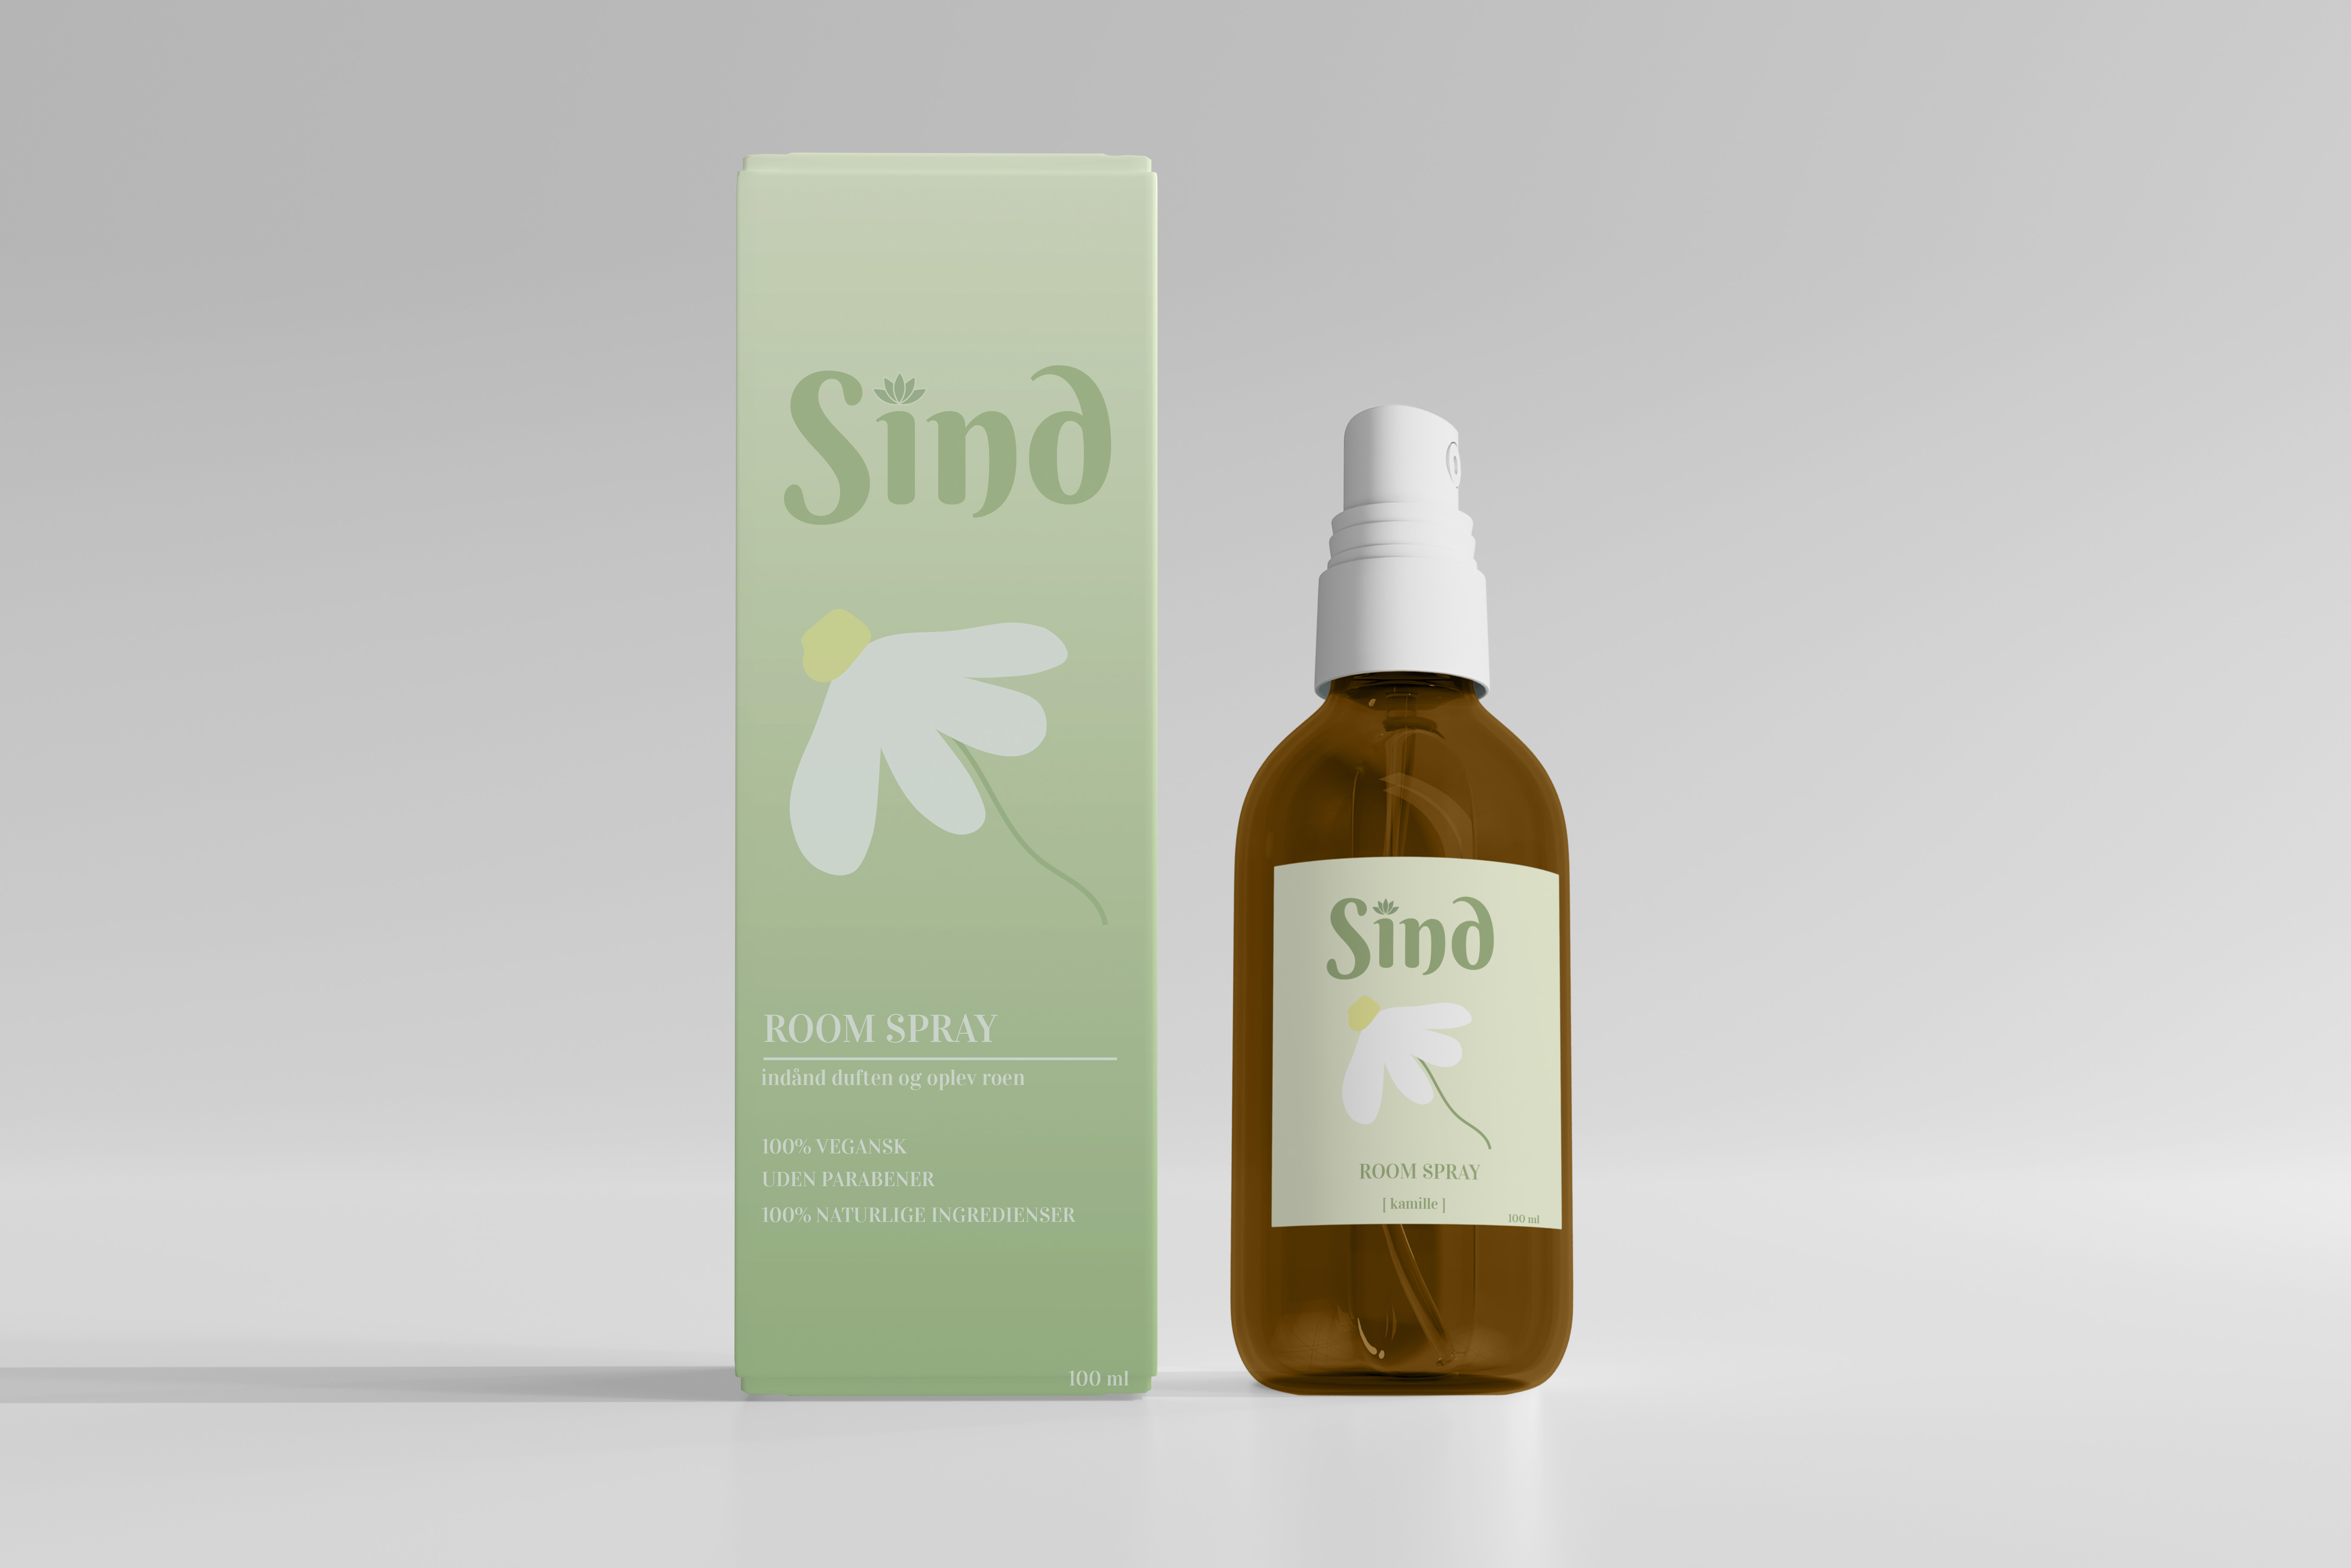 Sind
ROOM SPRAY
indånd duften og oplev roen
100% VEGANSK
UDEN PARABENER
100% NATURLIGE INGREDIENSER
100 ml
Sind
ROOM SPRAY
[ kamille ]
100 ml